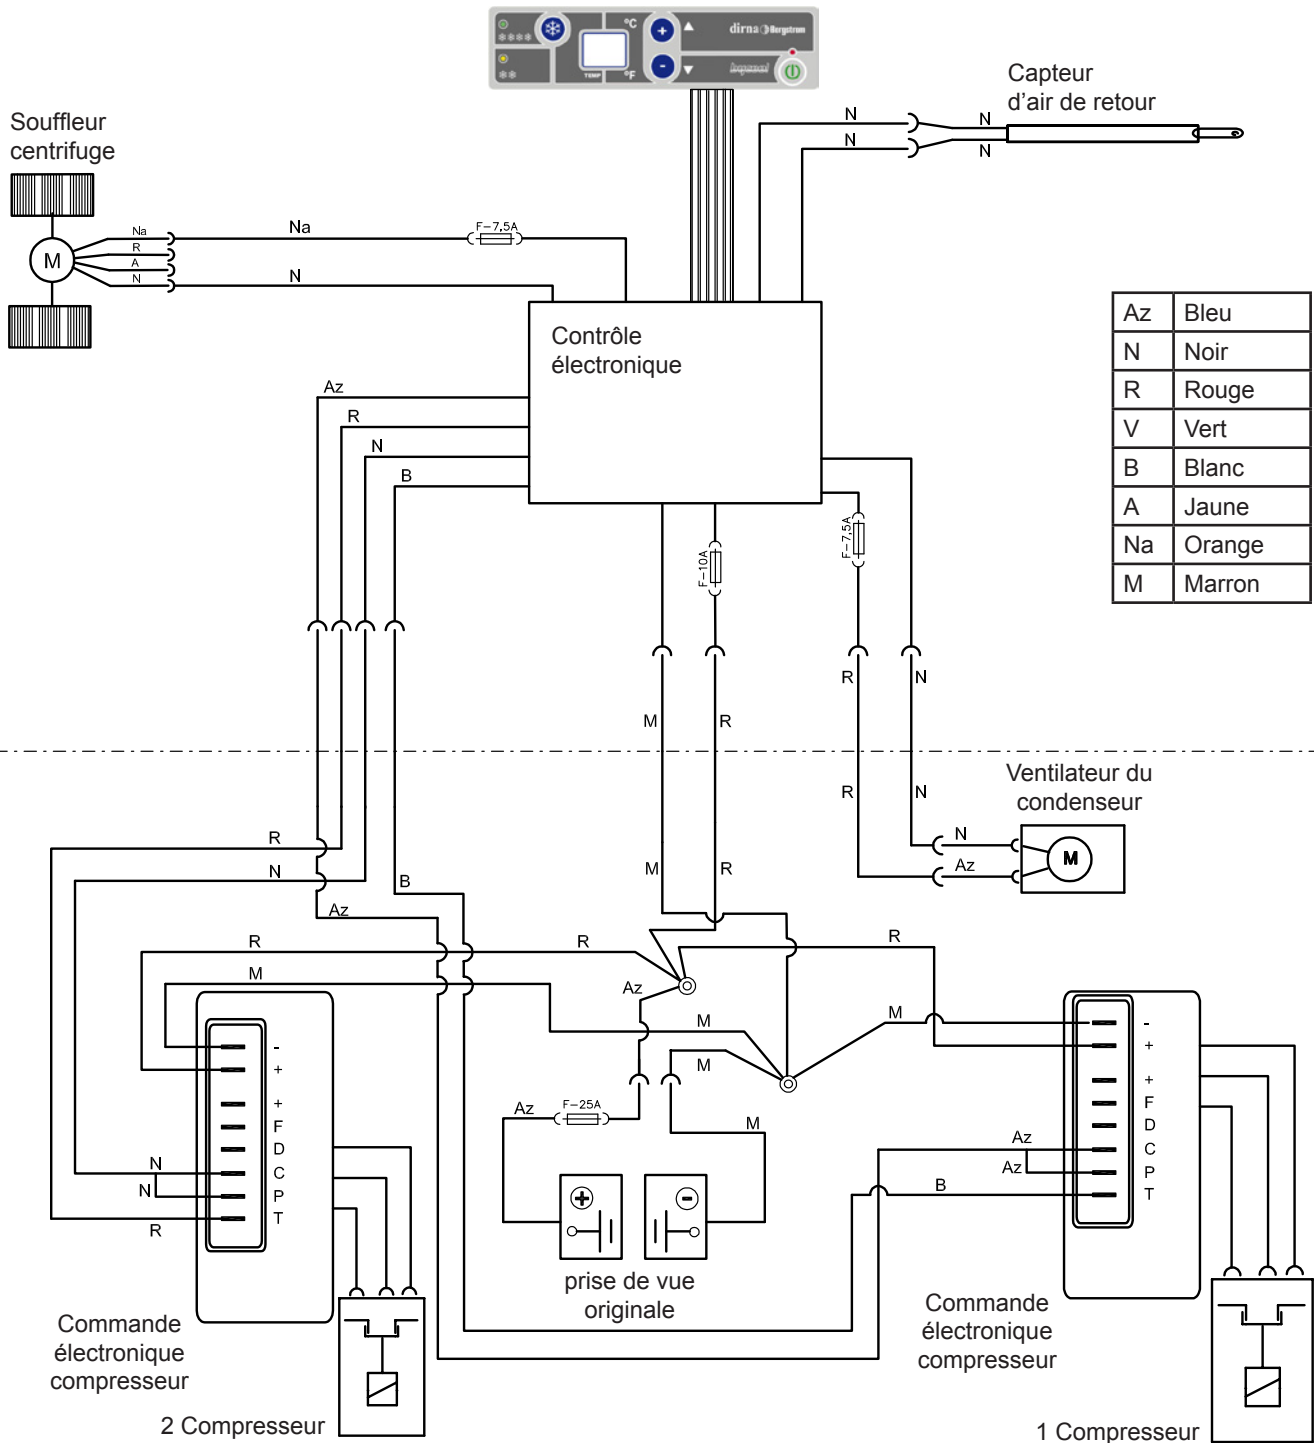 °C
dirna Bergstrom
°F
TEMP
Capteur
d'air de retour
N
N
N
N
Souffleur
centrifuge
Na
R
A
N
M
Na
N
F-7,5A
Contrôle
électronique
Az Bleu
N Noir
R Rouge
V Vert
B Blanc
A Jaune
Na Orange
M Marron
Az
R
N
B
F-10A
F-7,5A
R
N
M
R
Ventilateur du
condenseur
R
N
N
Az
M
R
N
B
Az
M
R
R
R
R
M
Az
M
M
M
M
Az
F-25A
-
+
+
F
D
C
P
T
N
N
R
-
+
+
F
D
C
P
T
Az
Az
B
+
-
prise de vue
originale
Commande
électronique
compresseur
2 Compresseur
Commande
électronique
compresseur
1 Compresseur